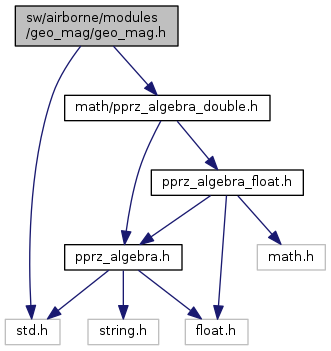 sw/airborne/modules
/geo_mag/geo_mag.h
math/pprz_algebra_double.h
pprz_algebra_float.h
pprz_algebra.h
math.h
std.h
string.h
float.h